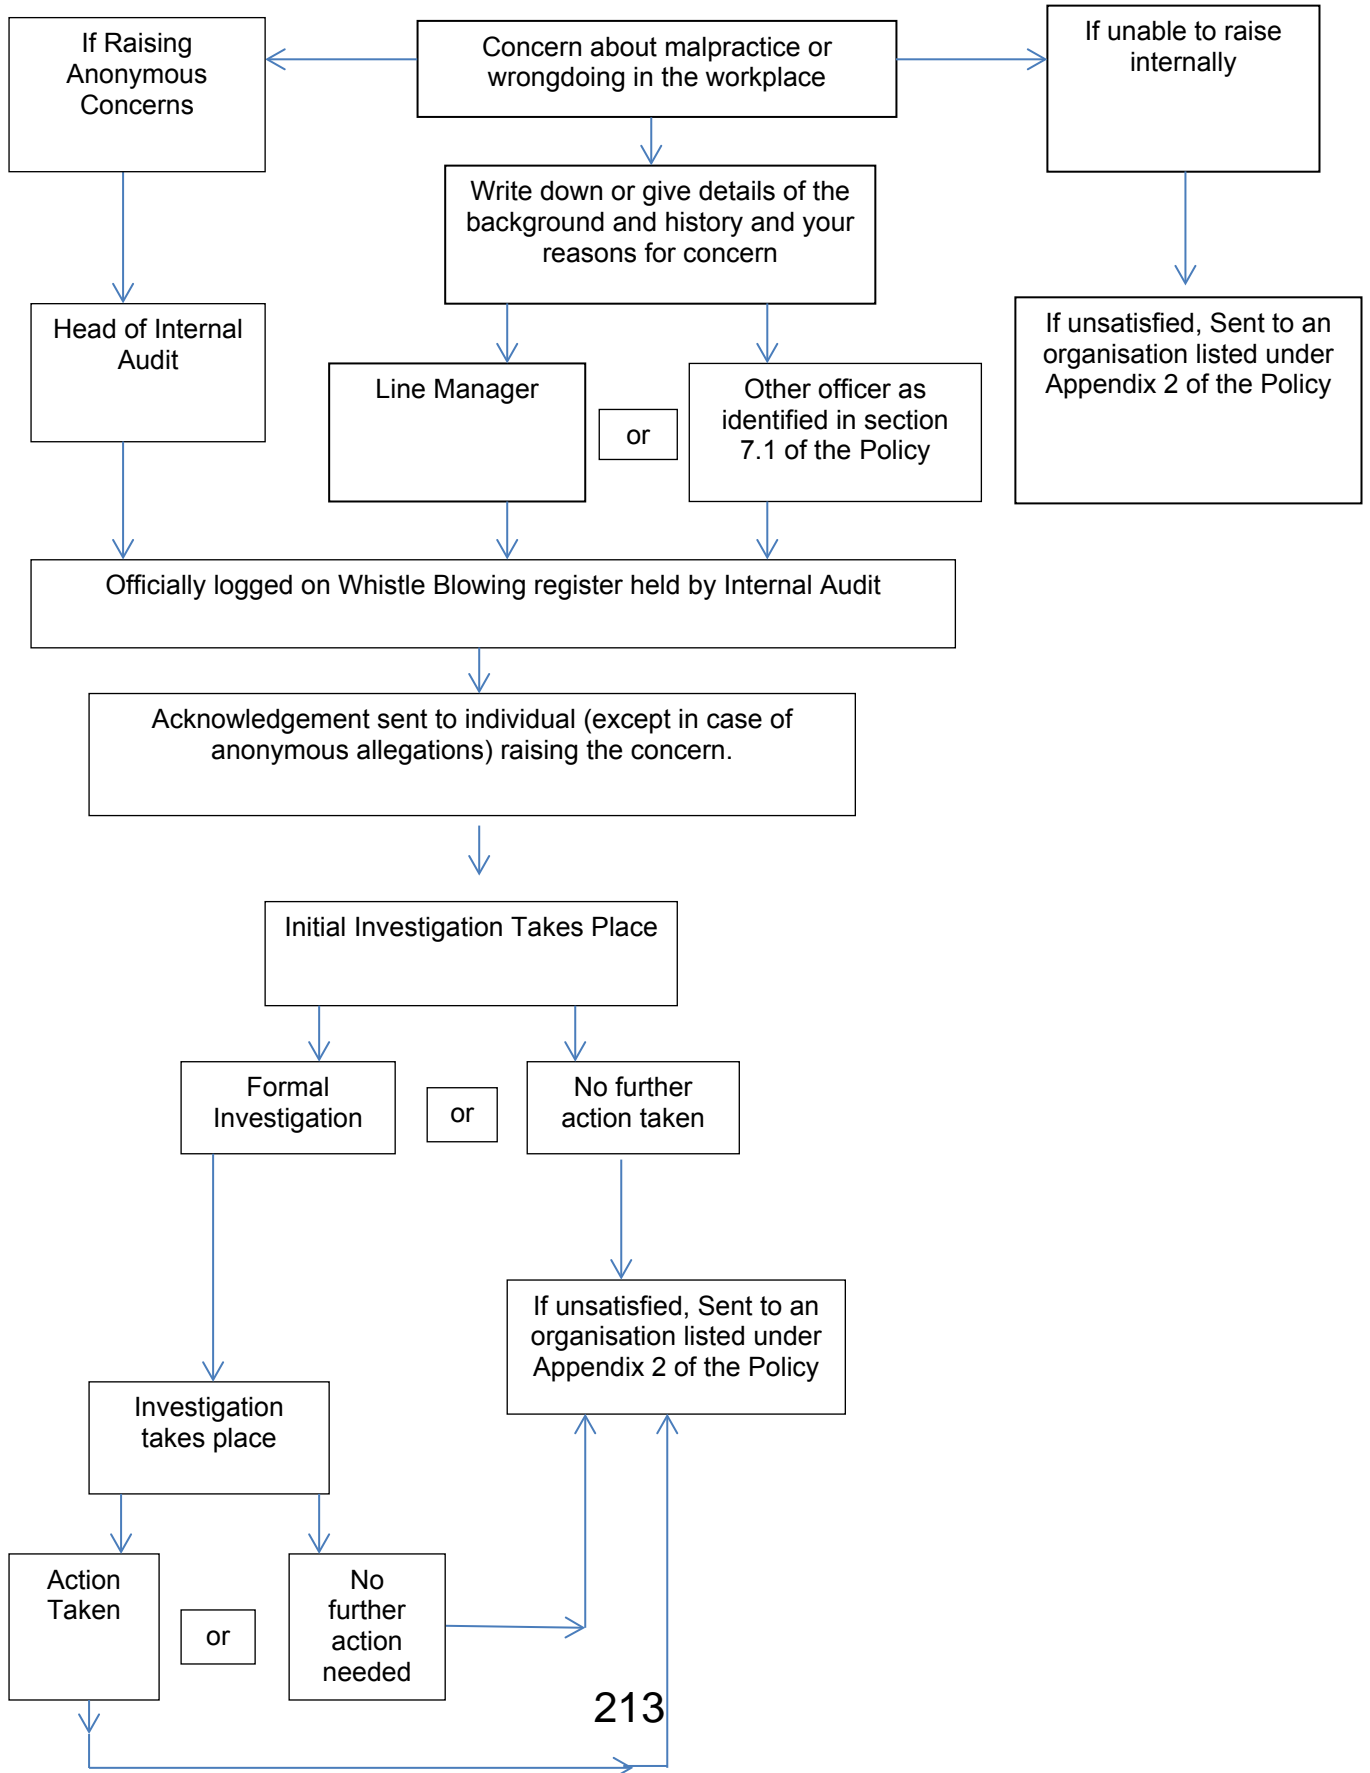 If Raising
Anonymous
Concerns
Concern about malpractice or
wrongdoing in the workplace
If unable to raise
internally
Write down or give details of the
background and history and your
reasons for concern
Head of Internal
Audit
Line Manager
or
Other officer as
identified in section
7.1 of the Policy
If unsatisfied, Sent to an
organisation listed under
Appendix 2 of the Policy
Officially logged on Whistle Blowing register held by Internal Audit
Acknowledgement sent to individual (except in case of
anonymous allegations) raising the concern.
Initial Investigation Takes Place
Formal
Investigation
or
No further
action taken
If unsatisfied, Sent to an
organisation listed under
Appendix 2 of the Policy
Investigation
takes place
Action
Taken
or
No
further
action
needed
213